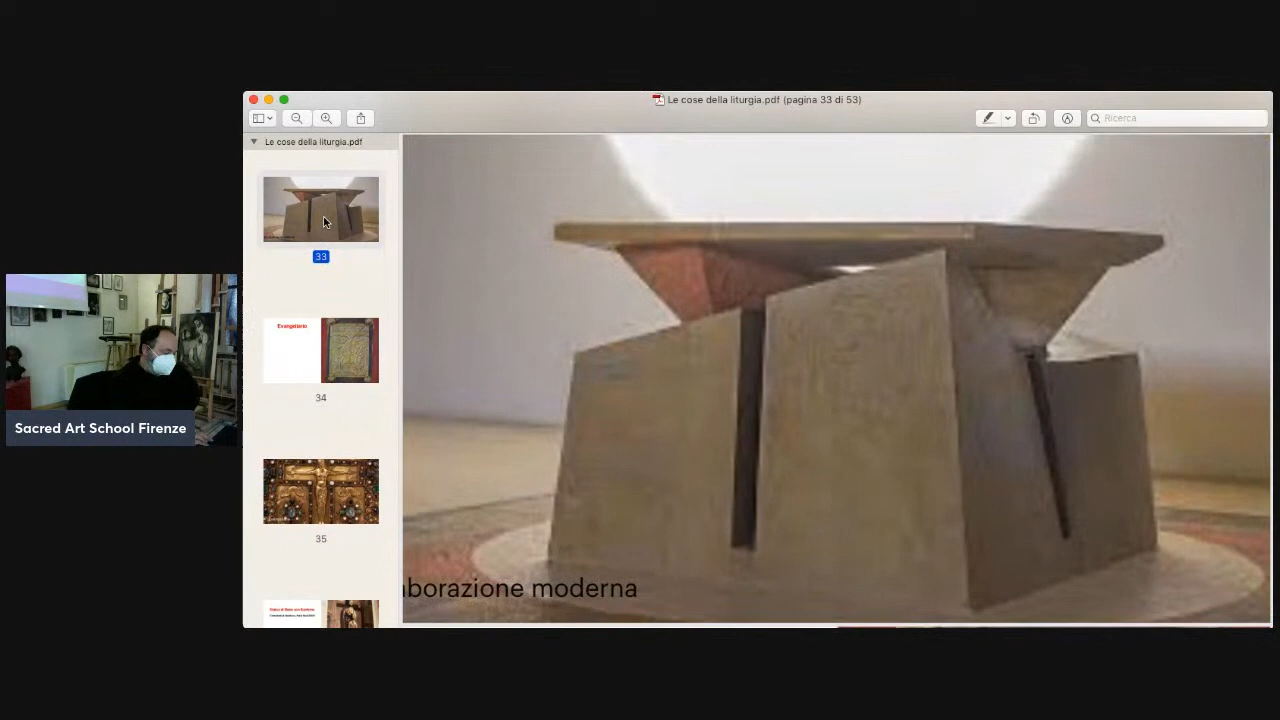 Le cose della liturgia.pdf (pagina 33 di 53)
Ricerca
Le cose della liturgia.pdf
33
Evangeliario
34
35
aborazione moderna
Sacred Art School Firenze